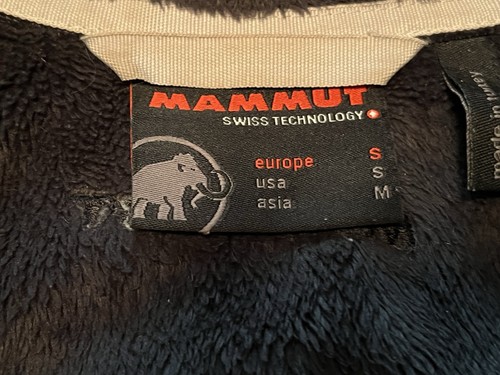 MAMMUT
SWISS TECHNOLOGY
europe S
usa S
asia M
made in turkey